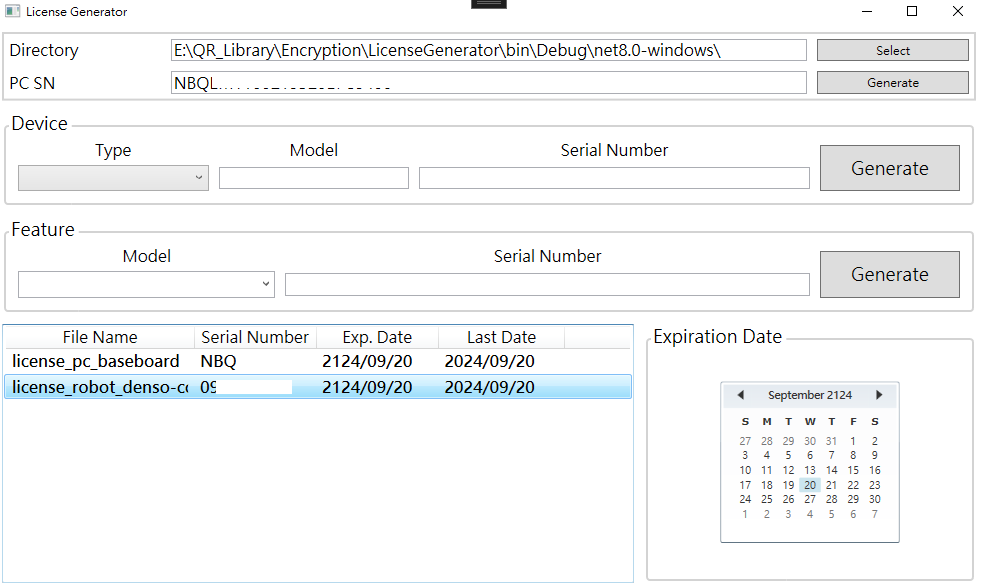 License Generator
Directory E:\QR_Library\Encryption\LicenseGenerator\bin\Debug\net8.0-windows\ Select
PC SN Generate
Device
Type Model Serial Number
Generate
Feature
Model Serial Number
Generate
File Name Serial Number Exp. Date Last Date
license_pc_baseboard NBQ 2124/09/20 2024/09/20
license_robot_denso-co 09 2124/09/20 2024/09/20
Expiration Date
September 2124
S M T W T F S
27 28 29 30 31 1 2
3 4 5 6 7 8 9
10 11 12 13 14 15 16
17 18 19 20 21 22 23
24 25 26 27 28 29 30
1 2 3 4 5 6 7